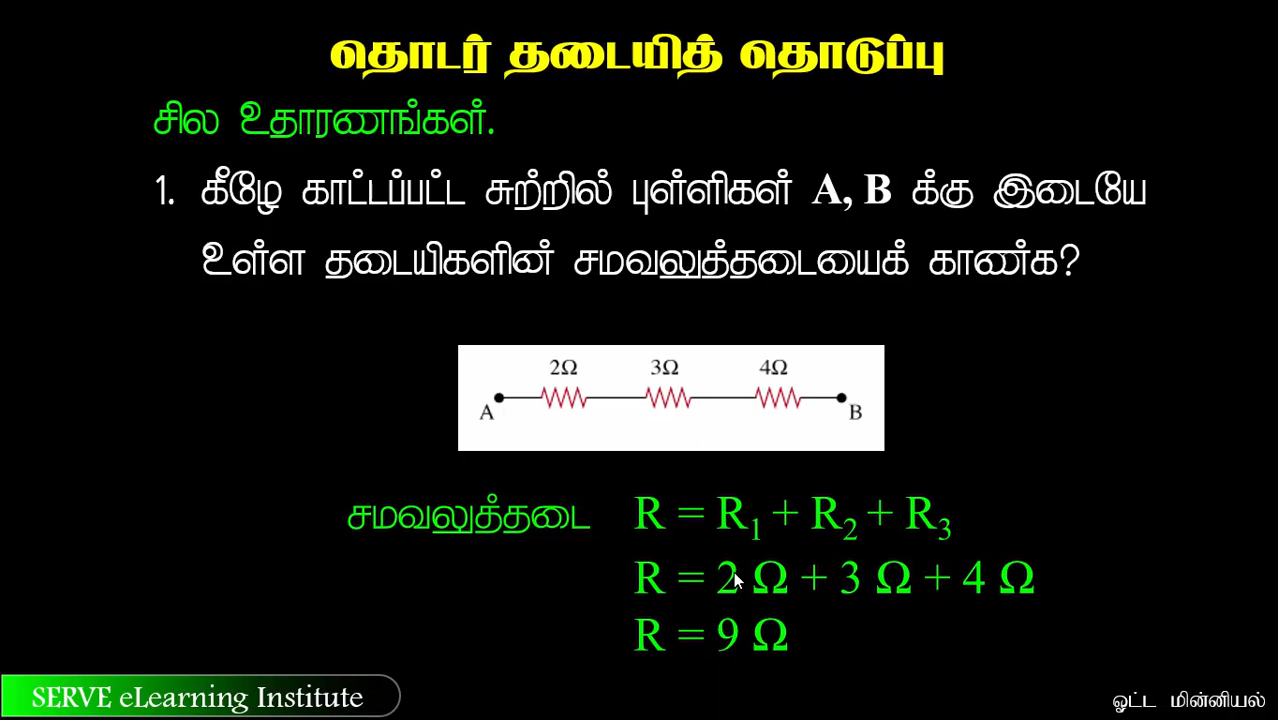 தொடர் தடையித் தொடுப்பு
சில உதாரணங்கள்.
1. கீழே காட்டப்பட்ட சுற்றில் புள்ளிகள் A, B க்கு இடையே
உள்ள தடையிகளின் சமவலுத்தடையைக் காண்க?
2Ω 3Ω 4Ω
A B
சமவலுத்தடை R = R₁ + R₂ + R₃
R = 2 Ω + 3 Ω + 4 Ω
R = 9 Ω
SERVE eLearning Institute
ஓட்ட மின்னியல்